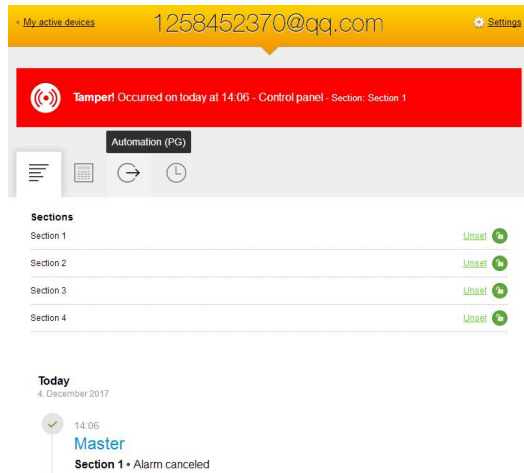 ‹ My active devices 1258452370@qq.com Settings
Tamper! Occurred on today at 14:06 - Control panel - Section: Section 1
Automation (PG)
Sections
Section 1 Unset
Section 2 Unset
Section 3 Unset
Section 4 Unset
Today
4. December 2017
14:06
Master
Section 1 • Alarm canceled